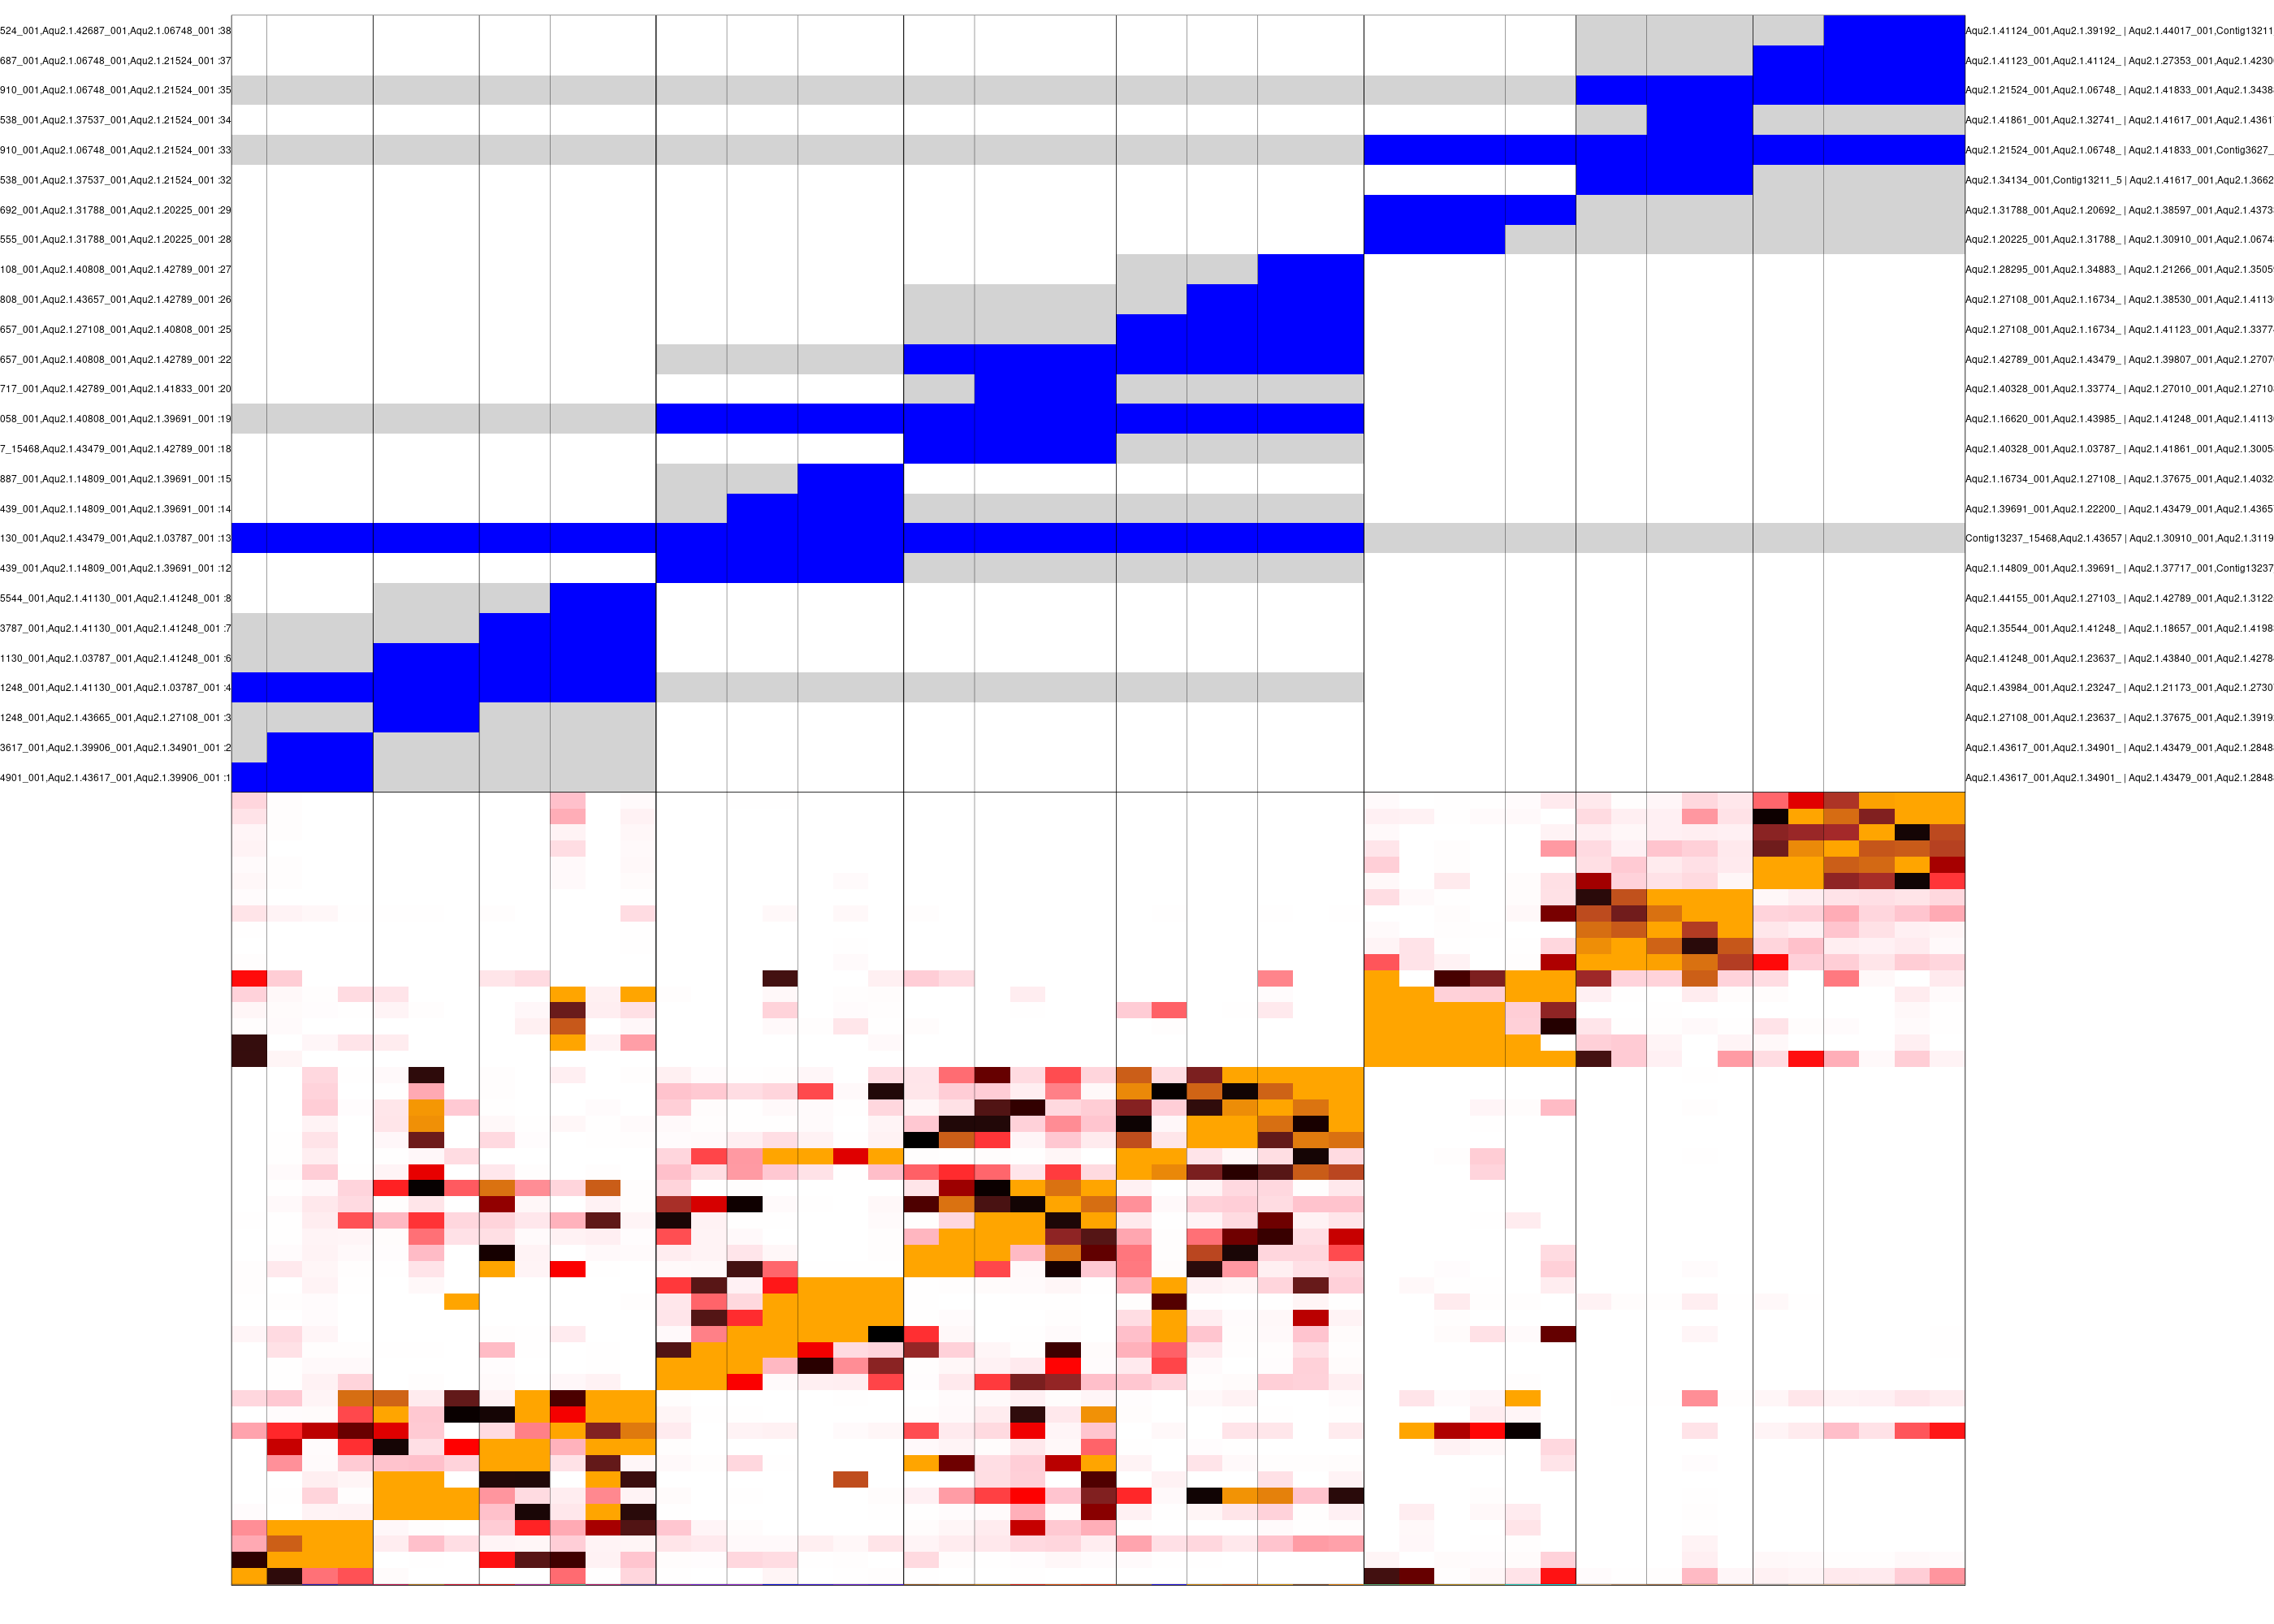 524_001,Aqu2.1.42687_001,Aqu2.1.06748_001 :38 Aqu2.1.41124_001,Aqu2.1.39192_ | Aqu2.1.44017_001,Contig13211
687_001,Aqu2.1.06748_001,Aqu2.1.21524_001 :37 Aqu2.1.41123_001,Aqu2.1.41124_ | Aqu2.1.27353_001,Aqu2.1.4230
910_001,Aqu2.1.06748_001,Aqu2.1.21524_001 :35 Aqu2.1.21524_001,Aqu2.1.06748_ | Aqu2.1.41833_001,Aqu2.1.3438
538_001,Aqu2.1.37537_001,Aqu2.1.21524_001 :34 Aqu2.1.41861_001,Aqu2.1.32741_ | Aqu2.1.41617_001,Aqu2.1.4361
910_001,Aqu2.1.06748_001,Aqu2.1.21524_001 :33 Aqu2.1.21524_001,Aqu2.1.06748_ | Aqu2.1.41833_001,Contig3627_
538_001,Aqu2.1.37537_001,Aqu2.1.21524_001 :32 Aqu2.1.34134_001,Contig13211_5 | Aqu2.1.41617_001,Aqu2.1.3662
692_001,Aqu2.1.31788_001,Aqu2.1.20225_001 :29 Aqu2.1.31788_001,Aqu2.1.20692_ | Aqu2.1.38597_001,Aqu2.1.4373
555_001,Aqu2.1.31788_001,Aqu2.1.20225_001 :28 Aqu2.1.20225_001,Aqu2.1.31788_ | Aqu2.1.30910_001,Aqu2.1.0674
108_001,Aqu2.1.40808_001,Aqu2.1.42789_001 :27 Aqu2.1.28295_001,Aqu2.1.34883_ | Aqu2.1.21266_001,Aqu2.1.3505
808_001,Aqu2.1.43657_001,Aqu2.1.42789_001 :26 Aqu2.1.27108_001,Aqu2.1.16734_ | Aqu2.1.38530_001,Aqu2.1.4113
657_001,Aqu2.1.27108_001,Aqu2.1.40808_001 :25 Aqu2.1.27108_001,Aqu2.1.16734_ | Aqu2.1.41123_001,Aqu2.1.3377
657_001,Aqu2.1.40808_001,Aqu2.1.42789_001 :22 Aqu2.1.42789_001,Aqu2.1.43479_ | Aqu2.1.39807_001,Aqu2.1.2707
717_001,Aqu2.1.42789_001,Aqu2.1.41833_001 :20 Aqu2.1.40328_001,Aqu2.1.33774_ | Aqu2.1.27010_001,Aqu2.1.2710
058_001,Aqu2.1.40808_001,Aqu2.1.39691_001 :19 Aqu2.1.16620_001,Aqu2.1.43985_ | Aqu2.1.41248_001,Aqu2.1.4113
7_15468,Aqu2.1.43479_001,Aqu2.1.42789_001 :18 Aqu2.1.40328_001,Aqu2.1.03787_ | Aqu2.1.41861_001,Aqu2.1.3005
887_001,Aqu2.1.14809_001,Aqu2.1.39691_001 :15 Aqu2.1.16734_001,Aqu2.1.27108_ | Aqu2.1.37675_001,Aqu2.1.4032
439_001,Aqu2.1.14809_001,Aqu2.1.39691_001 :14 Aqu2.1.39691_001,Aqu2.1.22200_ | Aqu2.1.43479_001,Aqu2.1.4365
130_001,Aqu2.1.43479_001,Aqu2.1.03787_001 :13 Contig13237_15468,Aqu2.1.43657 | Aqu2.1.30910_001,Aqu2.1.3119
439_001,Aqu2.1.14809_001,Aqu2.1.39691_001 :12 Aqu2.1.14809_001,Aqu2.1.39691_ | Aqu2.1.37717_001,Contig13237
5544_001,Aqu2.1.41130_001,Aqu2.1.41248_001 :8 Aqu2.1.44155_001,Aqu2.1.27103_ | Aqu2.1.42789_001,Aqu2.1.3122
3787_001,Aqu2.1.41130_001,Aqu2.1.41248_001 :7 Aqu2.1.35544_001,Aqu2.1.41248_ | Aqu2.1.18657_001,Aqu2.1.4198
1130_001,Aqu2.1.03787_001,Aqu2.1.41248_001 :6 Aqu2.1.41248_001,Aqu2.1.23637_ | Aqu2.1.43840_001,Aqu2.1.4278
1248_001,Aqu2.1.41130_001,Aqu2.1.03787_001 :4 Aqu2.1.43984_001,Aqu2.1.23247_ | Aqu2.1.21173_001,Aqu2.1.2730
1248_001,Aqu2.1.43665_001,Aqu2.1.27108_001 :3 Aqu2.1.27108_001,Aqu2.1.23637_ | Aqu2.1.37675_001,Aqu2.1.3919
3617_001,Aqu2.1.39906_001,Aqu2.1.34901_001 :2 Aqu2.1.43617_001,Aqu2.1.34901_ | Aqu2.1.43479_001,Aqu2.1.2848
4901_001,Aqu2.1.43617_001,Aqu2.1.39906_001 :1 Aqu2.1.43617_001,Aqu2.1.34901_ | Aqu2.1.43479_001,Aqu2.1.2848